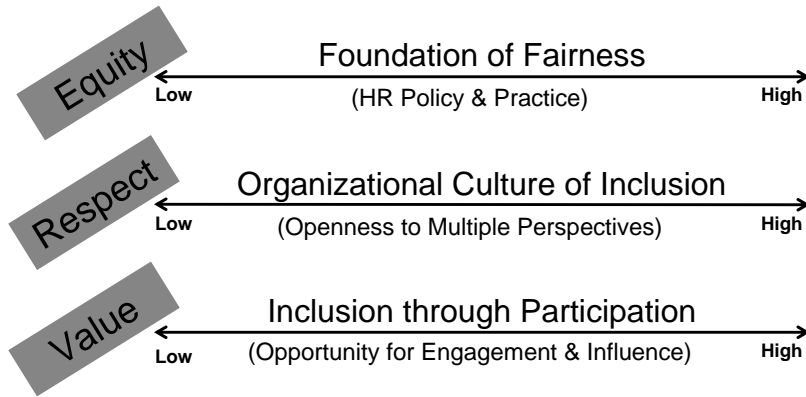 Equity
Foundation of Fairness
Low
(HR Policy & Practice)
High
Respect
Organizational Culture of Inclusion
Low
(Openness to Multiple Perspectives)
High
Value
Inclusion through Participation
Low
(Opportunity for Engagement & Influence)
High